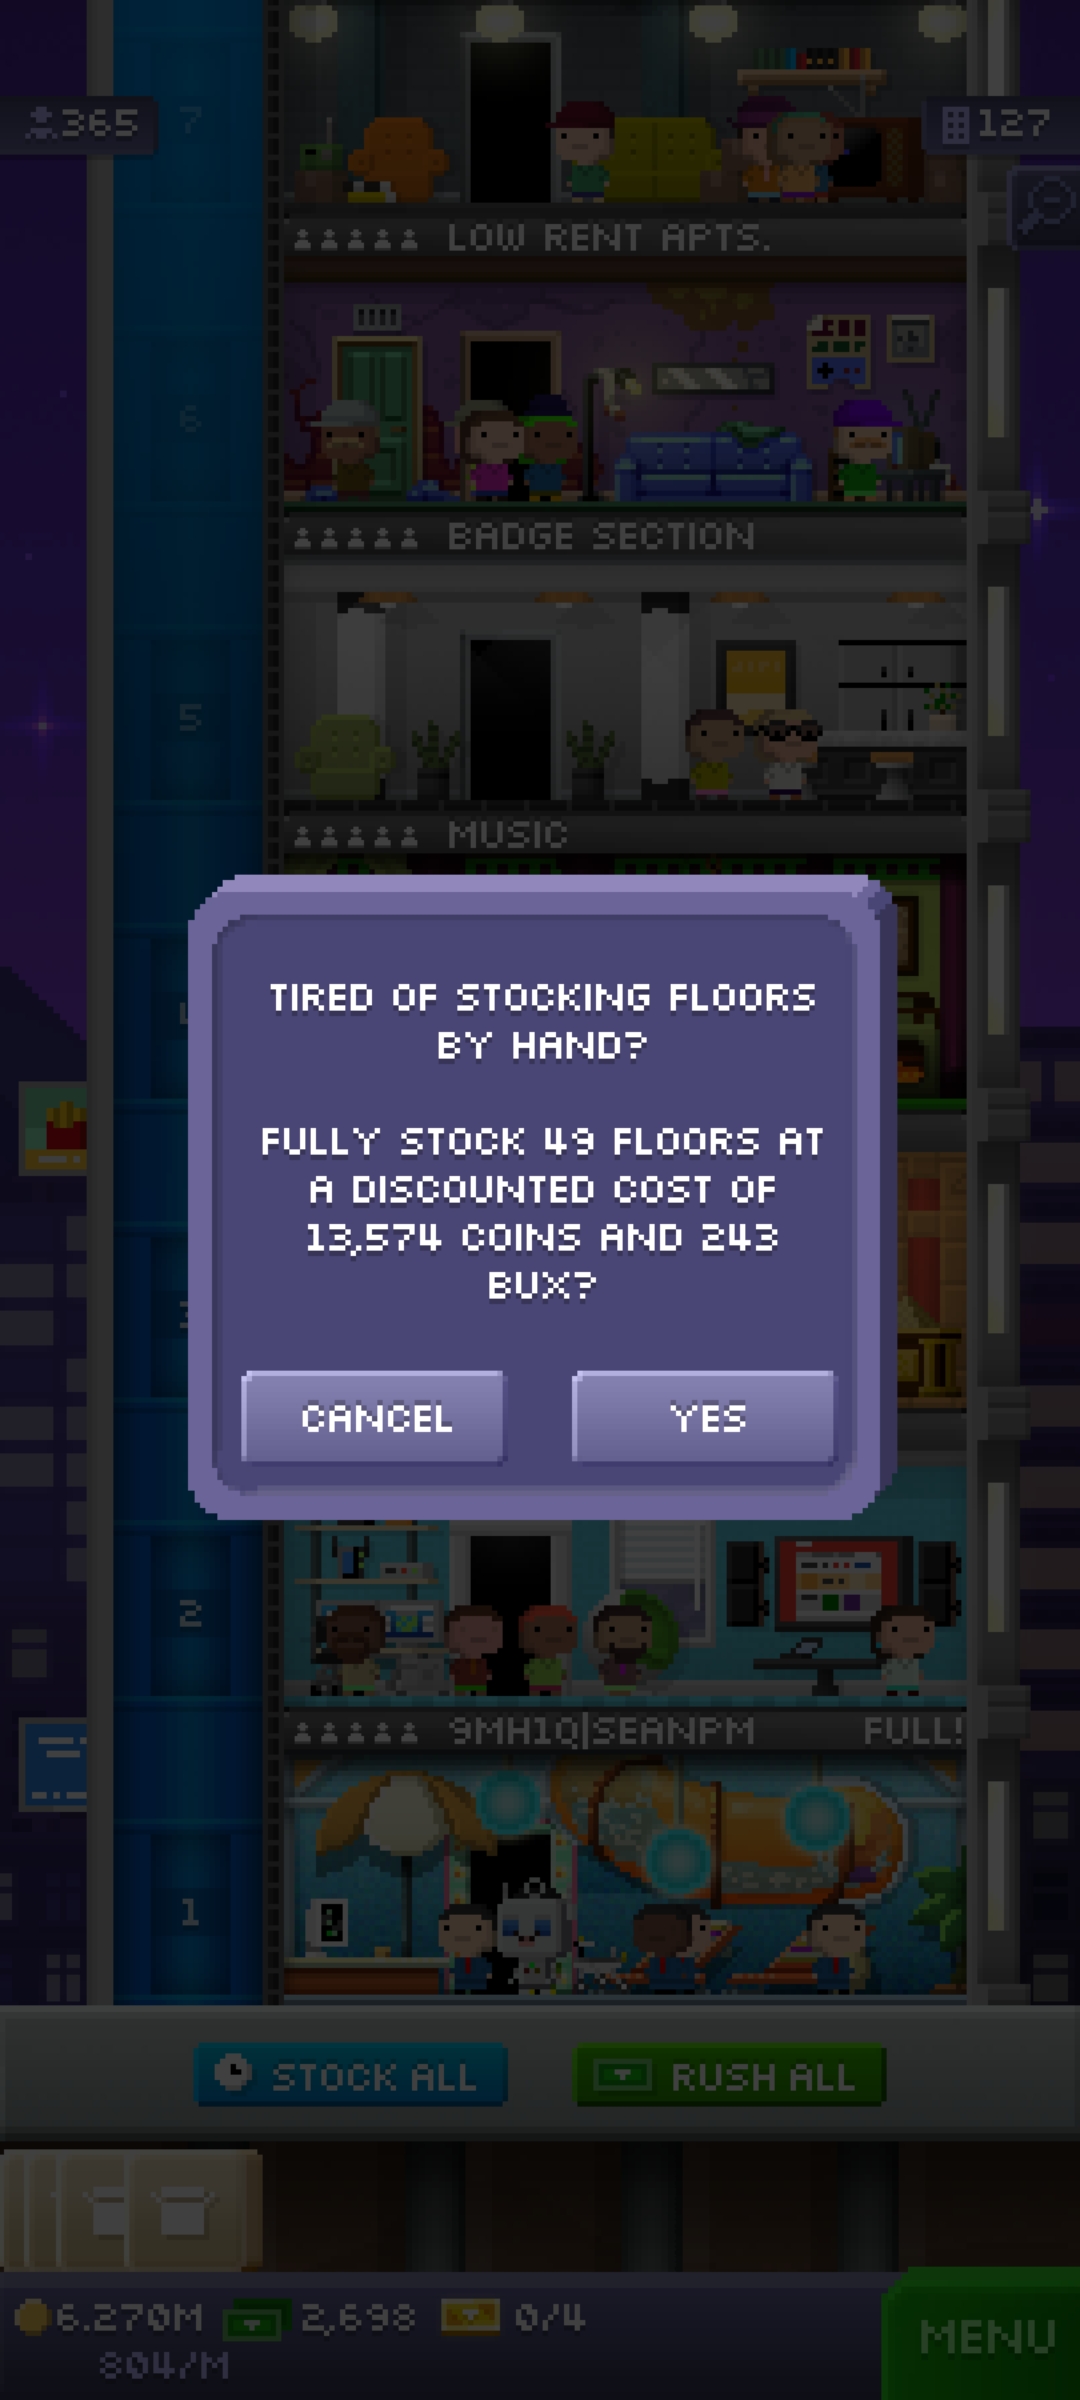 365
7
127
LOW RENT APTS.
6
BADGE SECTION
5
MUSIC
TIRED OF STOCKING FLOORS
BY HAND?
FULLY STOCK 49 FLOORS AT
A DISCOUNTED COST OF
13,574 COINS AND 243
BUX?
CANCEL
YES
2
9MH1Q|SEANPM
FULL!
1
STOCK ALL
RUSH ALL
6.270M
2,698
0/4
804/M
MENU